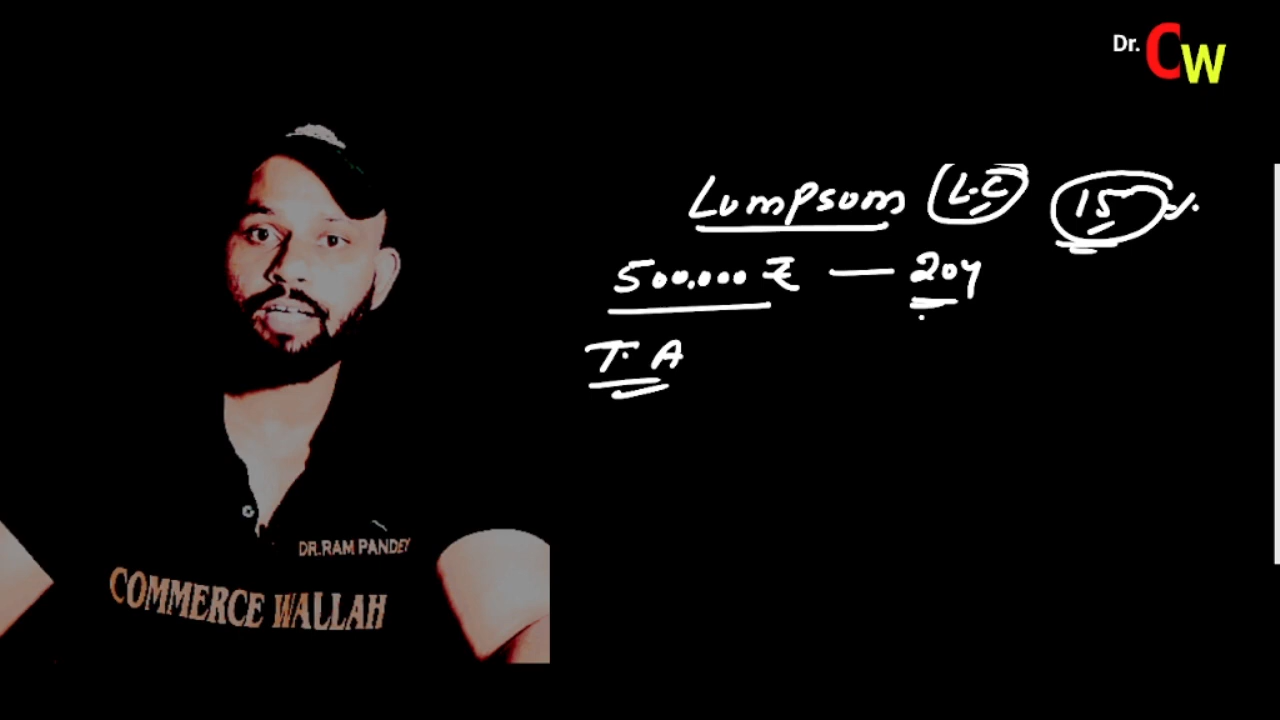 Dr. CW
Lumpsum (L.C) 15 %
500,000 ₹ — 20y
T. A
DR.RAM PANDEY
COMMERCE WALLAH